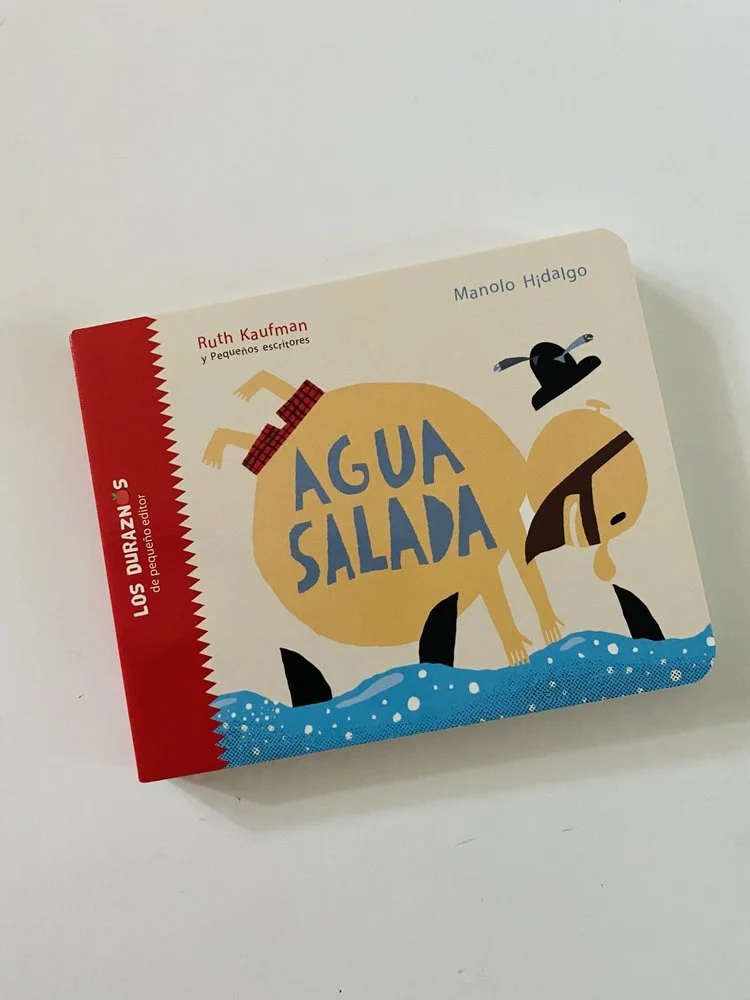 Manolo Hidalgo
Ruth Kaufman
y Pequeños escritores
AGUA
SALADA
LOS DURAZNOS
de pequeño editor